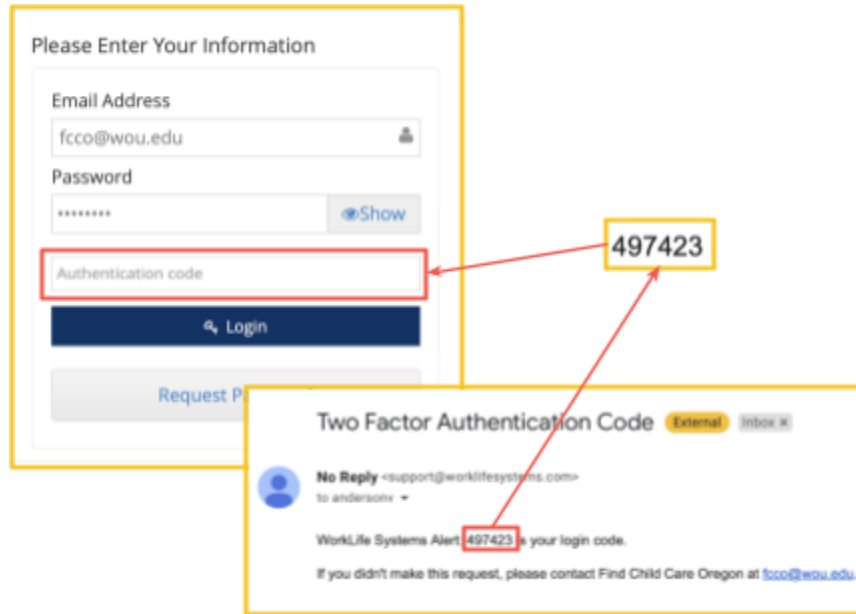 Please Enter Your Information
Email Address
fcco@wou.edu
Password
********
Show
Authentication code
497423
Login
Request
Two Factor Authentication Code External Inbox x
No Reply <support@worklifesystems.com>
to andersonv
WorkLife Systems Alert: 497423 is your login code.
If you didn't make this request, please contact Find Child Care Oregon at fcco@wou.edu.